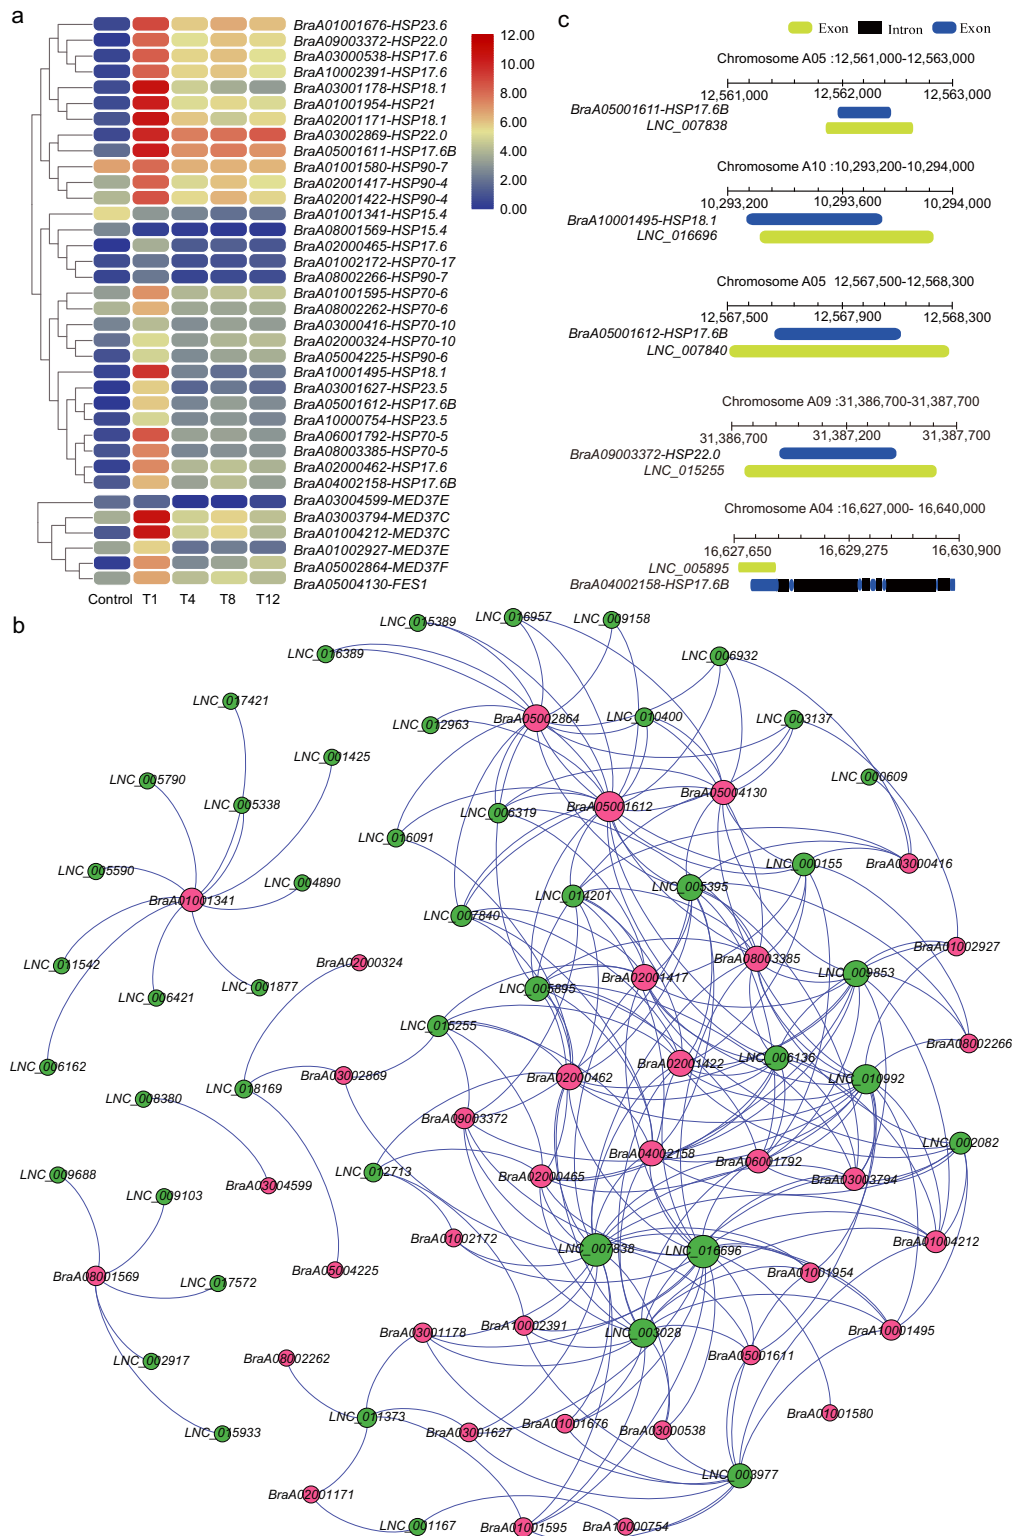 a
BraA01001676-HSP23.6
BraA09003372-HSP22.0
BraA03000538-HSP17.6
BraA10002391-HSP17.6
BraA03001178-HSP18.1
BraA01001954-HSP21
BraA02001171-HSP18.1
BraA03002869-HSP22.0
BraA05001611-HSP17.6B
BraA01001580-HSP90-7
BraA02001417-HSP90-4
BraA02001422-HSP90-4
BraA01001341-HSP15.4
BraA08001569-HSP15.4
BraA02000465-HSP17.6
BraA01002172-HSP70-17
BraA08002266-HSP90-7
BraA01001595-HSP70-6
BraA08002262-HSP70-6
BraA03000416-HSP70-10
BraA02000324-HSP70-10
BraA05004225-HSP90-6
BraA10001495-HSP18.1
BraA03001627-HSP23.5
BraA05001612-HSP17.6B
BraA10000754-HSP23.5
BraA06001792-HSP70-5
BraA08003385-HSP70-5
BraA02000462-HSP17.6
BraA04002158-HSP17.6B
BraA03004599-MED37E
BraA03003794-MED37C
BraA01004212-MED37C
BraA01002927-MED37E
BraA05002864-MED37F
BraA05004130-FES1
Control T1 T4 T8 T12
12.00
10.00
8.00
6.00
4.00
2.00
0.00
c
Exon Intron Exon
Chromosome A05 :12,561,000-12,563,000
12,561,000 12,562,000 12,563,000
BraA05001611-HSP17.6B
LNC_007838
Chromosome A10 :10,293,200-10,294,000
10,293,200 10,293,600 10,294,000
BraA10001495-HSP18.1
LNC_016696
Chromosome A05 12,567,500-12,568,300
12,567,500 12,567,900 12,568,300
BraA05001612-HSP17.6B
LNC_007840
Chromosome A09 :31,386,700-31,387,700
31,386,700 31,387,200 31,387,700
BraA09003372-HSP22.0
LNC_015255
Chromosome A04 :16,627,000- 16,640,000
16,627,650 16,629,275 16,630,900
LNC_005895
BraA04002158-HSP17.6B
b
LNC_015389
LNC_016957
LNC_009158
LNC_016389
LNC_006932
LNC_017421
LNC_012963
BraA05002864
LNC_010400
LNC_003137
LNC_001425
LNC_005790
LNC_000609
LNC_005338
LNC_006319
BraA05001612
BraA05004130
LNC_016091
LNC_005590
LNC_004890
BraA01001341
LNC_000155
BraA03000416
LNC_014201
LNC_005395
LNC_007840
LNC_011542
BraA02000324
BraA08003385
BraA01002927
LNC_006421
LNC_001877
LNC_005895
BraA02001417
LNC_009853
LNC_015255
BraA08002266
LNC_006162
LNC_018169
BraA03002869
BraA02000462
BraA02001422
LNC_006136
LNC_010992
LNC_008380
BraA09003372
LNC_002082
LNC_009688
LNC_009103
BraA03004599
LNC_012713
BraA02000465
BraA04002158
BraA06001792
BraA03003794
BraA01002172
LNC_007838
LNC_016696
BraA01004212
BraA08001569
LNC_017572
BraA05004225
BraA01001954
BraA03001178
BraA10002391
LNC_003028
BraA10001495
LNC_002917
BraA08002262
BraA05001611
LNC_011373
BraA03001627
BraA01001676
BraA03000538
BraA01001580
LNC_015933
LNC_003977
BraA02001171
LNC_001167
BraA01001595
BraA10000754